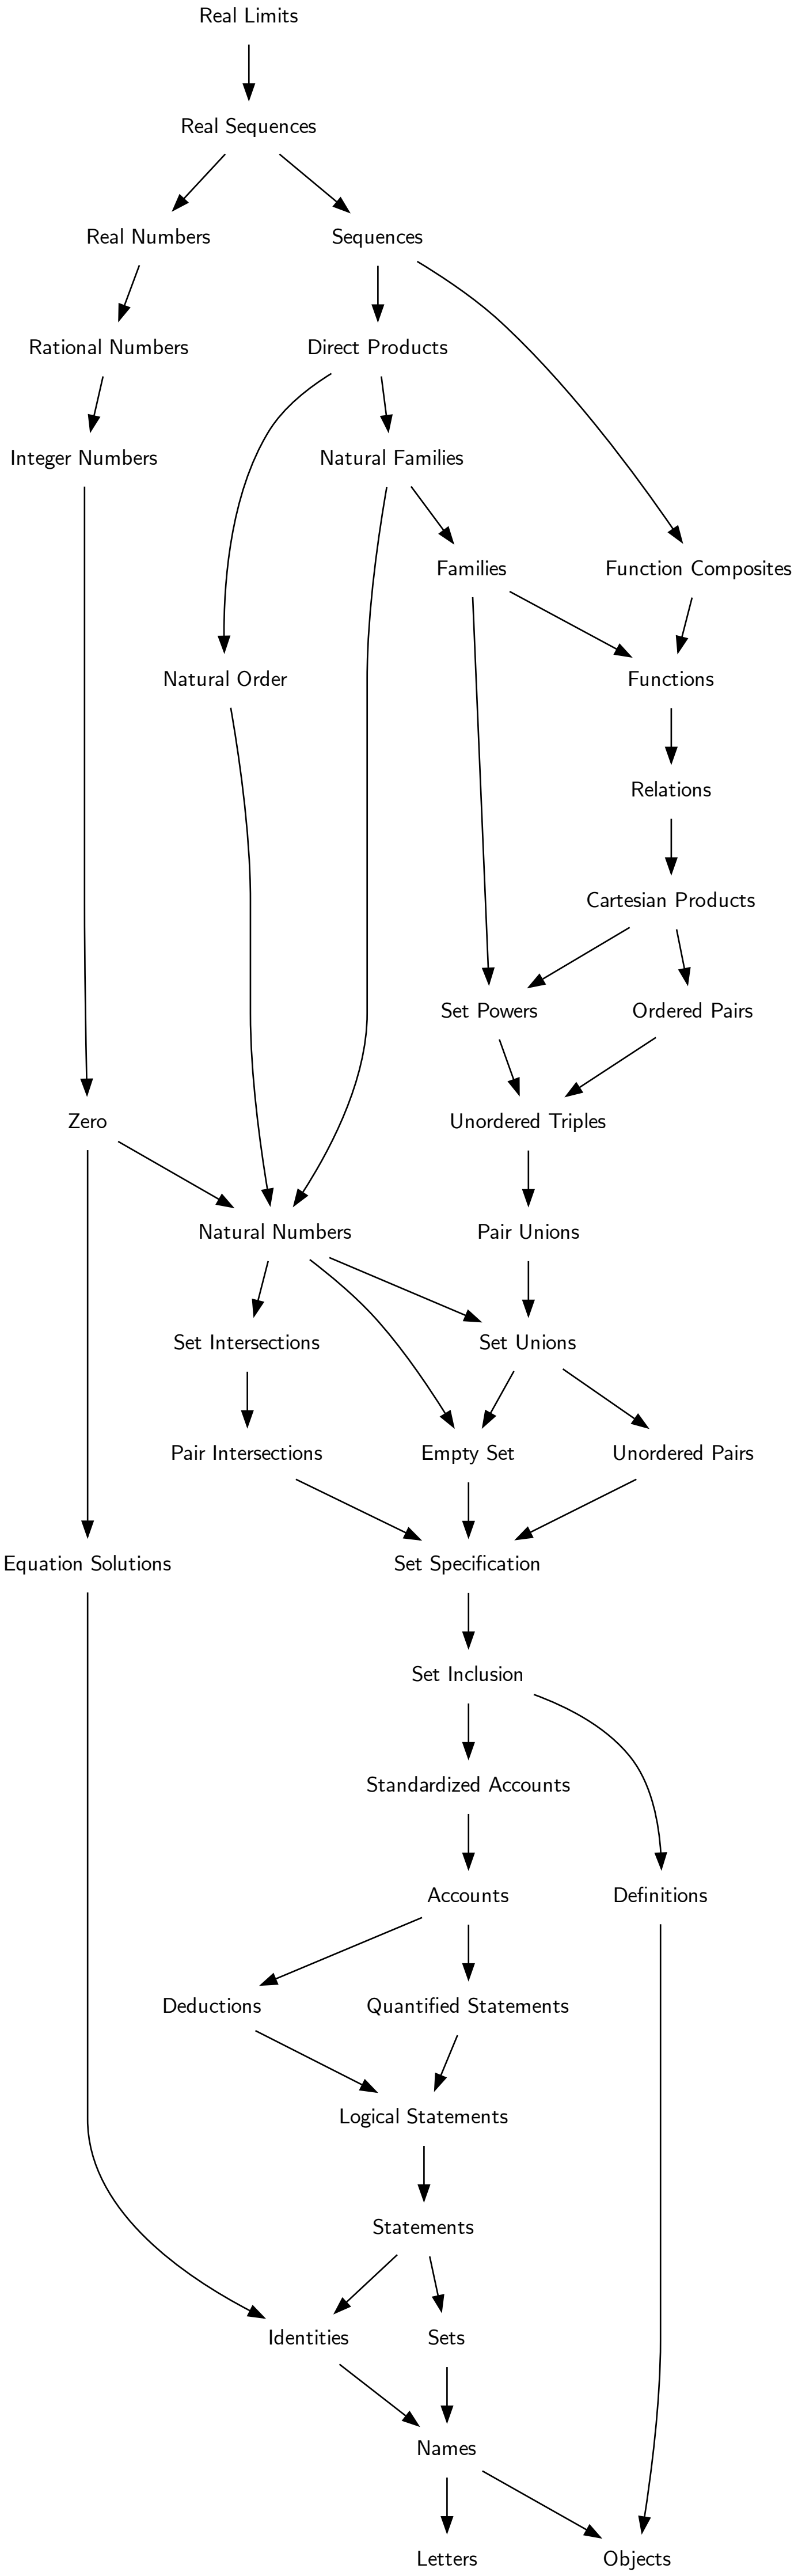 Real Limits
Real Sequences
Real Numbers
Sequences
Rational Numbers
Direct Products
Integer Numbers
Natural Families
Families
Function Composites
Natural Order
Functions
Relations
Cartesian Products
Set Powers
Ordered Pairs
Zero
Unordered Triples
Natural Numbers
Pair Unions
Set Intersections
Set Unions
Pair Intersections
Empty Set
Unordered Pairs
Equation Solutions
Set Specification
Set Inclusion
Standardized Accounts
Accounts
Definitions
Deductions
Quantified Statements
Logical Statements
Statements
Identities
Sets
Names
Letters
Objects